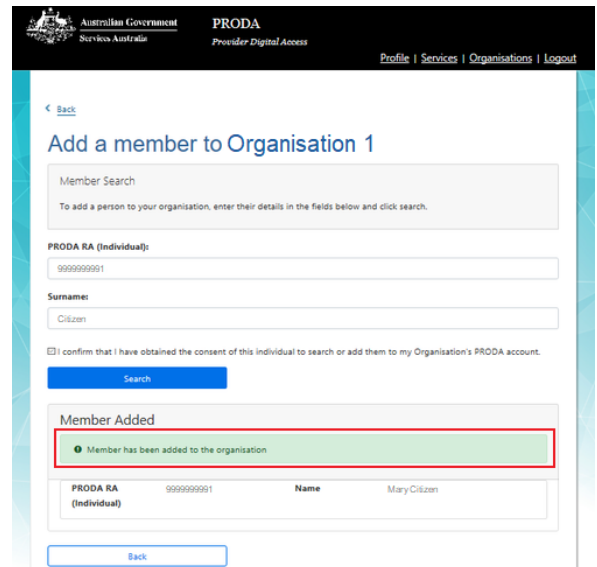 Australian Government
Services Australia
PRODA
Provider Digital Access
Profile | Services | Organisations | Logout
Back
Add a member to Organisation 1
Member Search
To add a person to your organisation, enter their details in the fields below and click search.
PRODA RA (Individual):
9999999991
Surname:
Citizen
I confirm that I have obtained the consent of this individual to search or add them to my Organisation's PRODA account.
Search
Member Added
Member has been added to the organisation
PRODA RA (Individual) 9999999991 Name Mary Citizen
Back